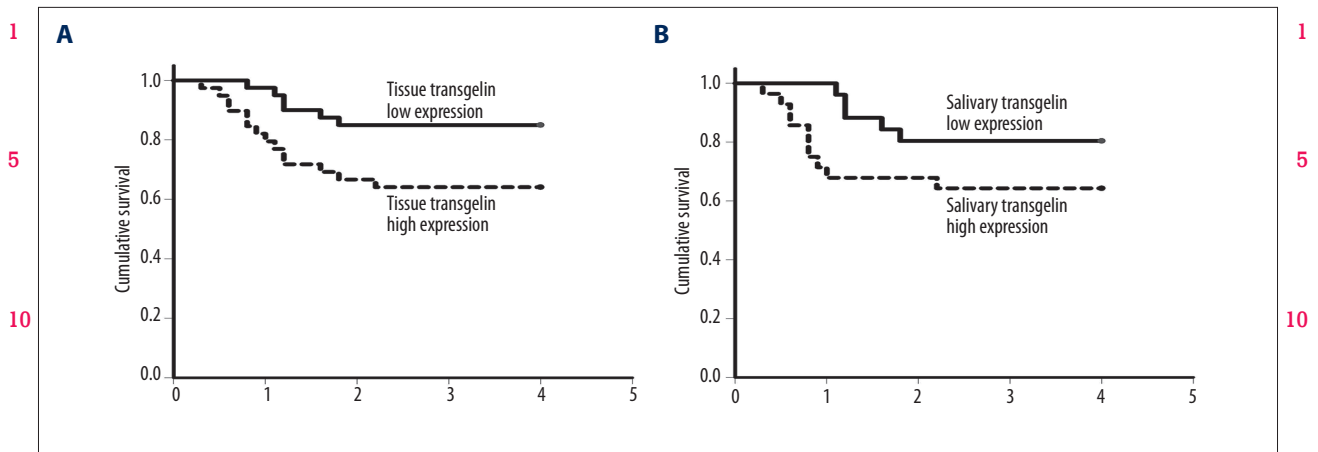 1
5
10
A
Cumulative survival
1.0
0.8
0.6
0.4
0.2
0.0
0 1 2 3 4 5
Tissue transgelin
low expression
Tissue transgelin
high expression
B
Cumulative survival
1.0
0.8
0.6
0.4
0.2
0.0
0 1 2 3 4 5
Salivary transgelin
low expression
Salivary transgelin
high expression
1
5
10